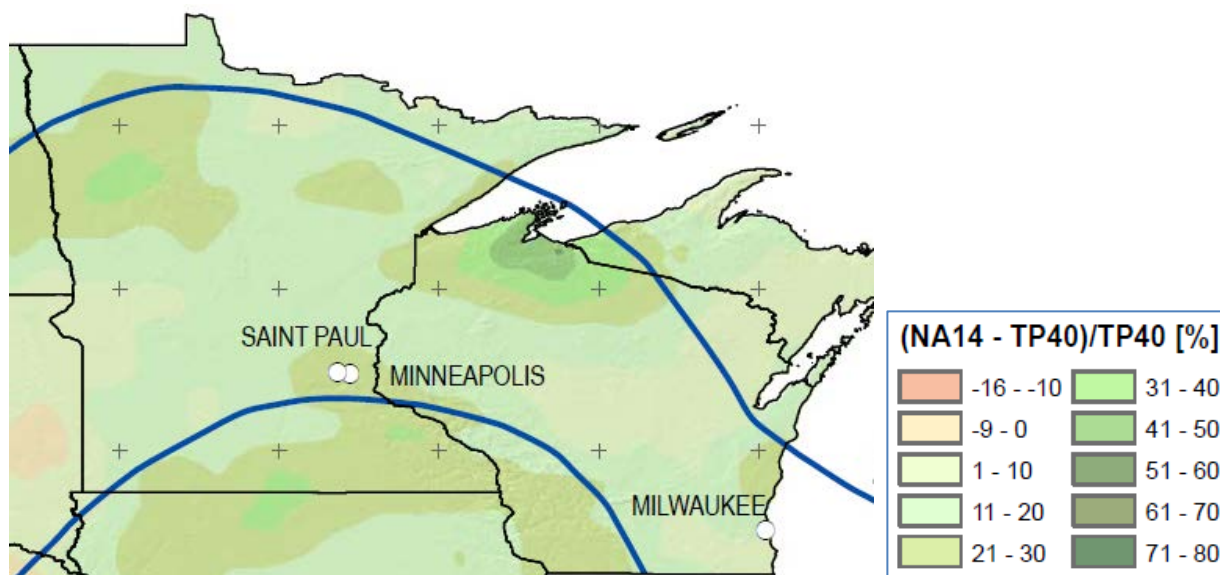 SAINT PAUL
MINNEAPOLIS
MILWAUKEE
(NA14 - TP40)/TP40 [%]
-16 - -10
-9 - 0
1 - 10
11 - 20
21 - 30
31 - 40
41 - 50
51 - 60
61 - 70
71 - 80